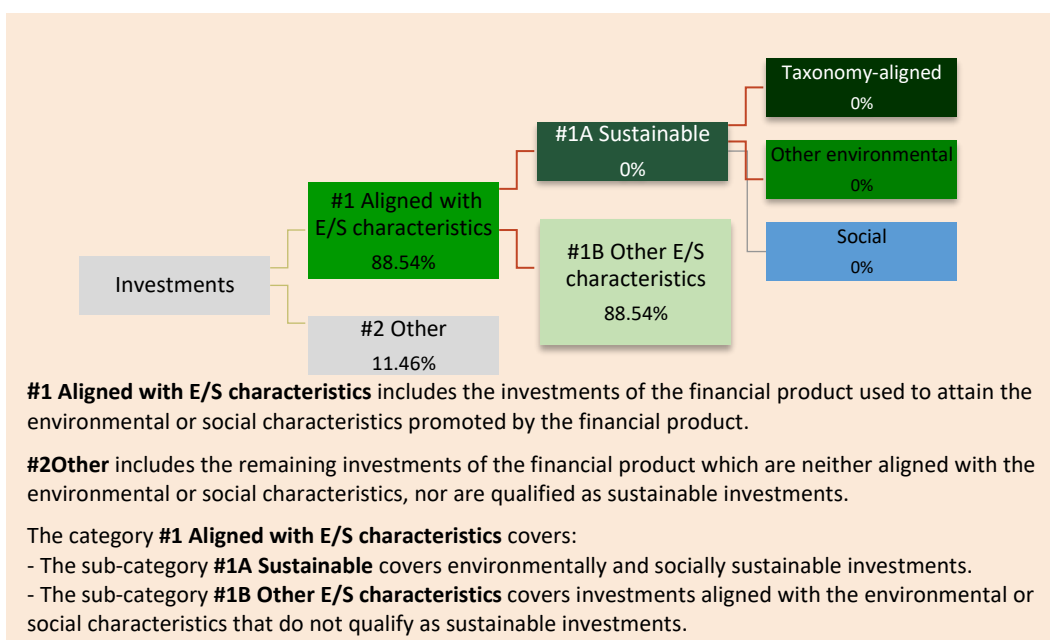 Taxonomy-aligned
0%
#1A Sustainable
0%
Other environmental
0%
#1 Aligned with
E/S characteristics
88.54%
Social
0%
#1B Other E/S
characteristics
88.54%
Investments
#2 Other
11.46%
#1 Aligned with E/S characteristics includes the investments of the financial product used to attain the
environmental or social characteristics promoted by the financial product.
#2Other includes the remaining investments of the financial product which are neither aligned with the
environmental or social characteristics, nor are qualified as sustainable investments.
The category #1 Aligned with E/S characteristics covers:
- The sub-category #1A Sustainable covers environmentally and socially sustainable investments.
- The sub-category #1B Other E/S characteristics covers investments aligned with the environmental or
social characteristics that do not qualify as sustainable investments.